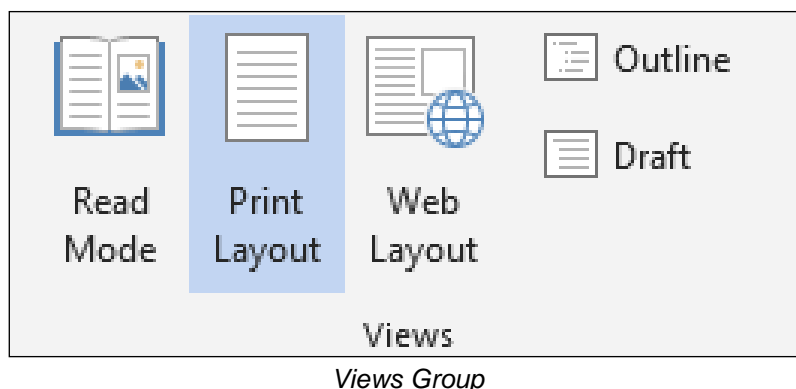 Read
Mode
Print
Layout
Web
Layout
Outline
Draft
Views
Views Group